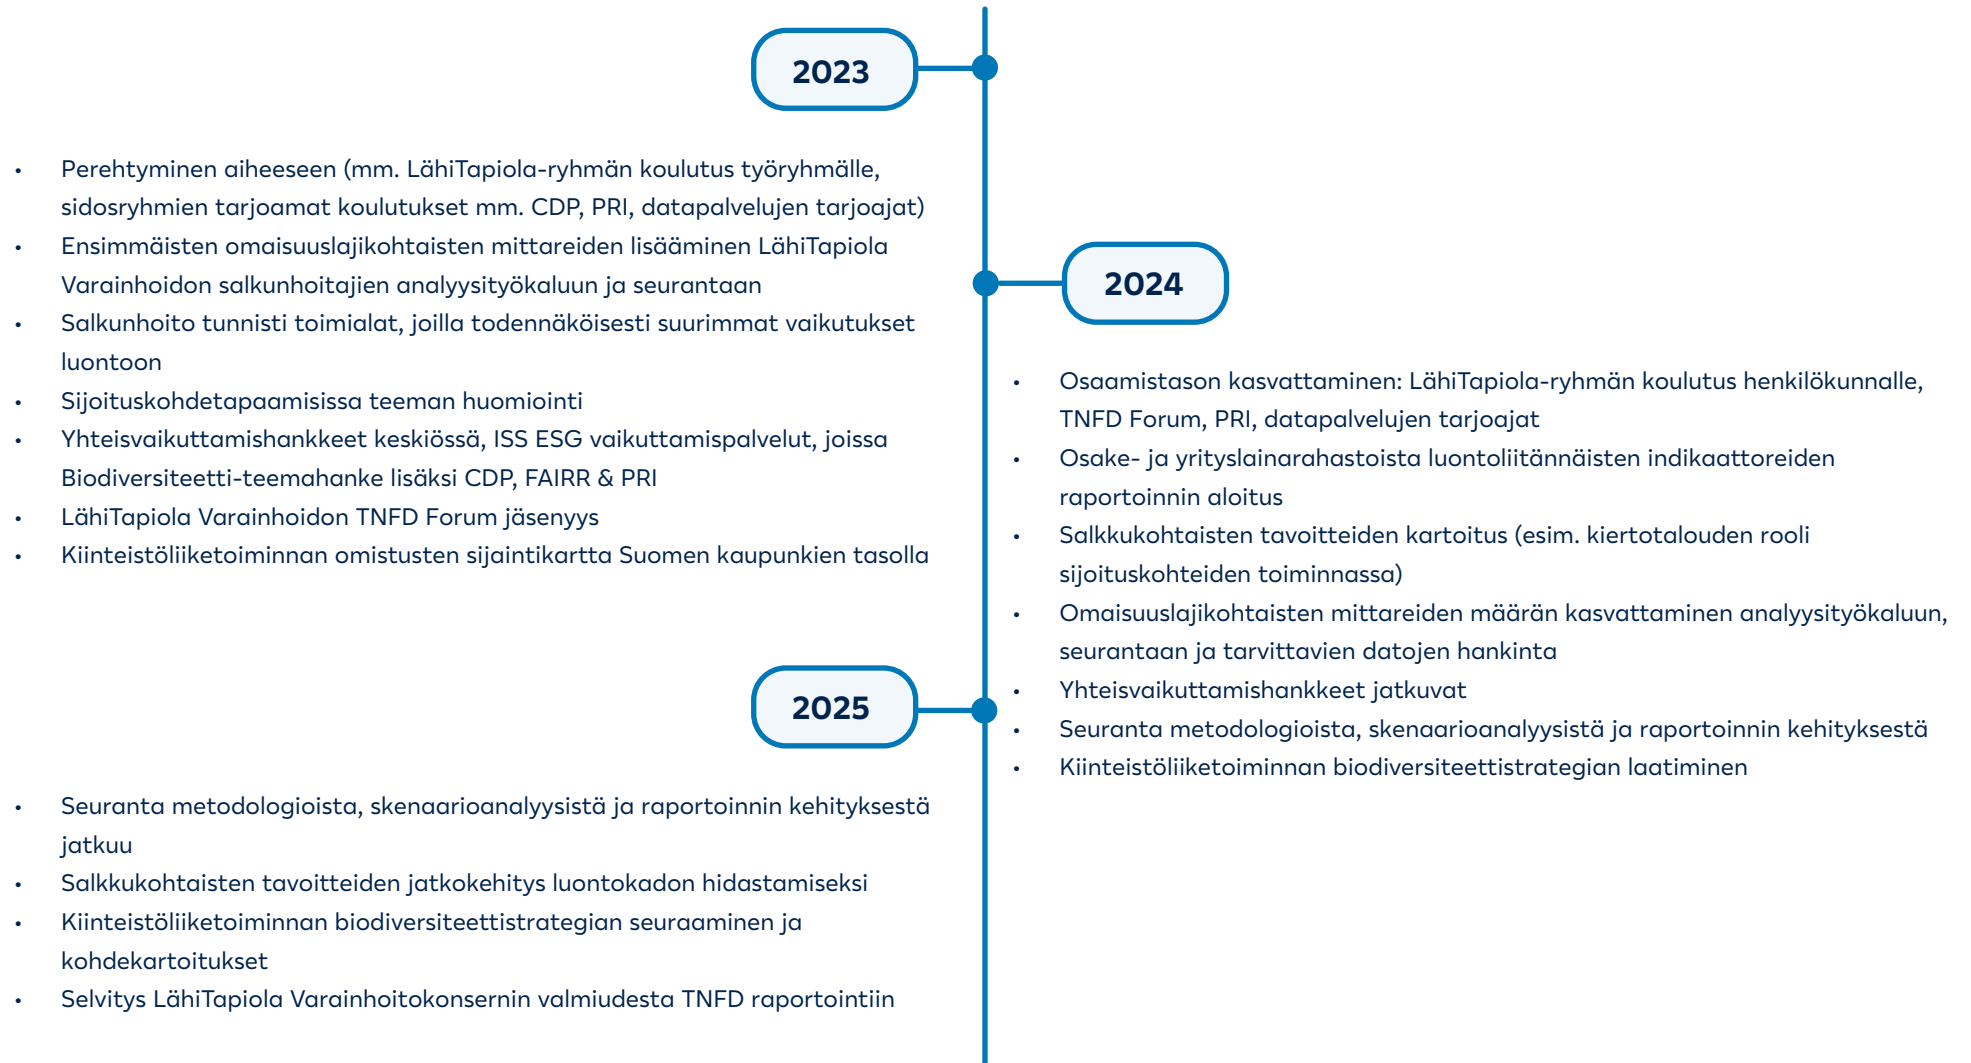 2023
• Perehtyminen aiheeseen (mm. LähiTapiola-ryhmän koulutus työryhmälle,
sidosryhmien tarjoamat koulutukset mm. CDP, PRI, datapalvelujen tarjoajat)
• Ensimmäisten omaisuuslajikohtaisten mittareiden lisääminen LähiTapiola
Varainhoidon salkunhoitajien analyysityökaluun ja seurantaan
• Salkunhoito tunnisti toimialat, joilla todennäköisesti suurimmat vaikutukset
luontoon
• Sijoituskohdetapaamisissa teeman huomiointi
• Yhteisvaikuttamishankkeet keskiössä, ISS ESG vaikuttamispalvelut, joissa
Biodiversiteetti-teemahanke lisäksi CDP, FAIRR & PRI
• LähiTapiola Varainhoidon TNFD Forum jäsenyys
• Kiinteistöliiketoiminnan omistusten sijaintikartta Suomen kaupunkien tasolla
2024
• Osaamistason kasvattaminen: LähiTapiola-ryhmän koulutus henkilökunnalle,
TNFD Forum, PRI, datapalvelujen tarjoajat
• Osake- ja yrityslainarahastoista luontoliitännäisten indikaattoreiden
raportoinnin aloitus
• Salkkukohtaisten tavoitteiden kartoitus (esim. kiertotalouden rooli
sijoituskohteiden toiminnassa)
• Omaisuuslajikohtaisten mittareiden määrän kasvattaminen analyysityökaluun,
seurantaan ja tarvittavien datojen hankinta
• Yhteisvaikuttamishankkeet jatkuvat
• Seuranta metodologioista, skenaarioanalyysistä ja raportoinnin kehityksestä
• Kiinteistöliiketoiminnan biodiversiteettistrategian laatiminen
2025
• Seuranta metodologioista, skenaarioanalyysistä ja raportoinnin kehityksestä
jatkuu
• Salkkukohtaisten tavoitteiden jatkokehitys luontokadon hidastamiseksi
• Kiinteistöliiketoiminnan biodiversiteettistrategian seuraaminen ja
kohdekartoitukset
• Selvitys LähiTapiola Varainhoitokonsernin valmiudesta TNFD raportointiin